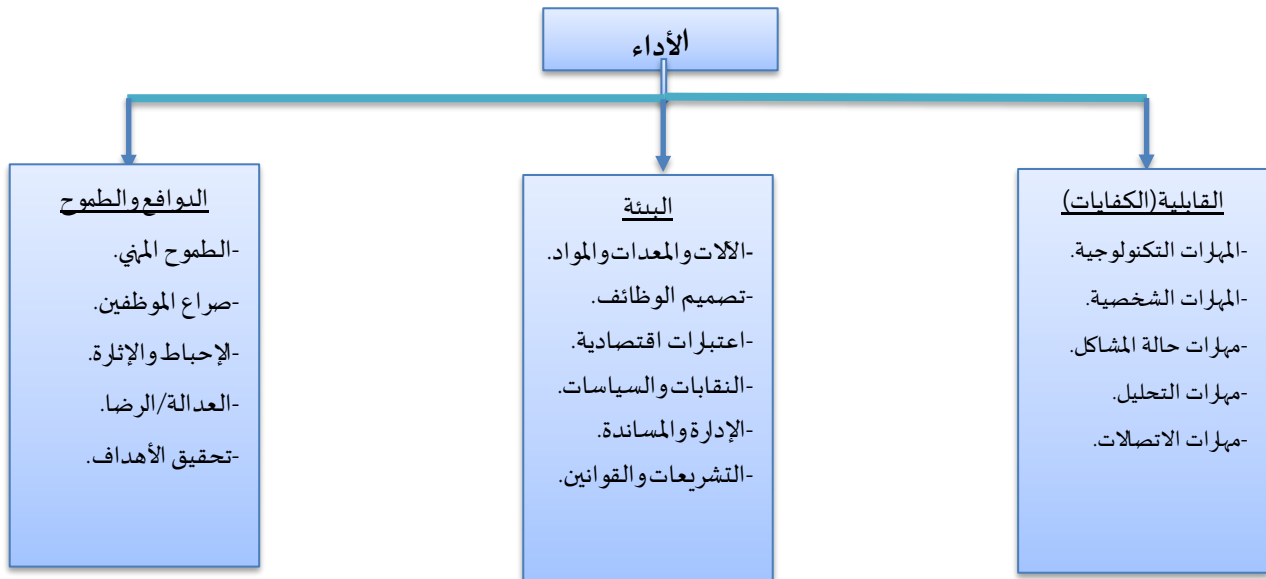 الأداء
القابلية(الكفايات)
-المهارات التكنولوجية.
-المهارات الشخصية.
-مهارات حالة المشاكل.
-مهارات التحليل.
-مهارات الاتصالات.
البيئة
-الآلات والمعدات والمواد.
-تصميم الوظائف.
-اعتبارات اقتصادية.
-النقابات والسياسات.
-الإدارة والمساندة.
-التشريعات والقوانين.
الدوافع والطموح
-الطموح المهني.
-صراع الموظفين.
-الإحباط والإثارة.
-العدالة/الرضا.
-تحقيق الأهداف.